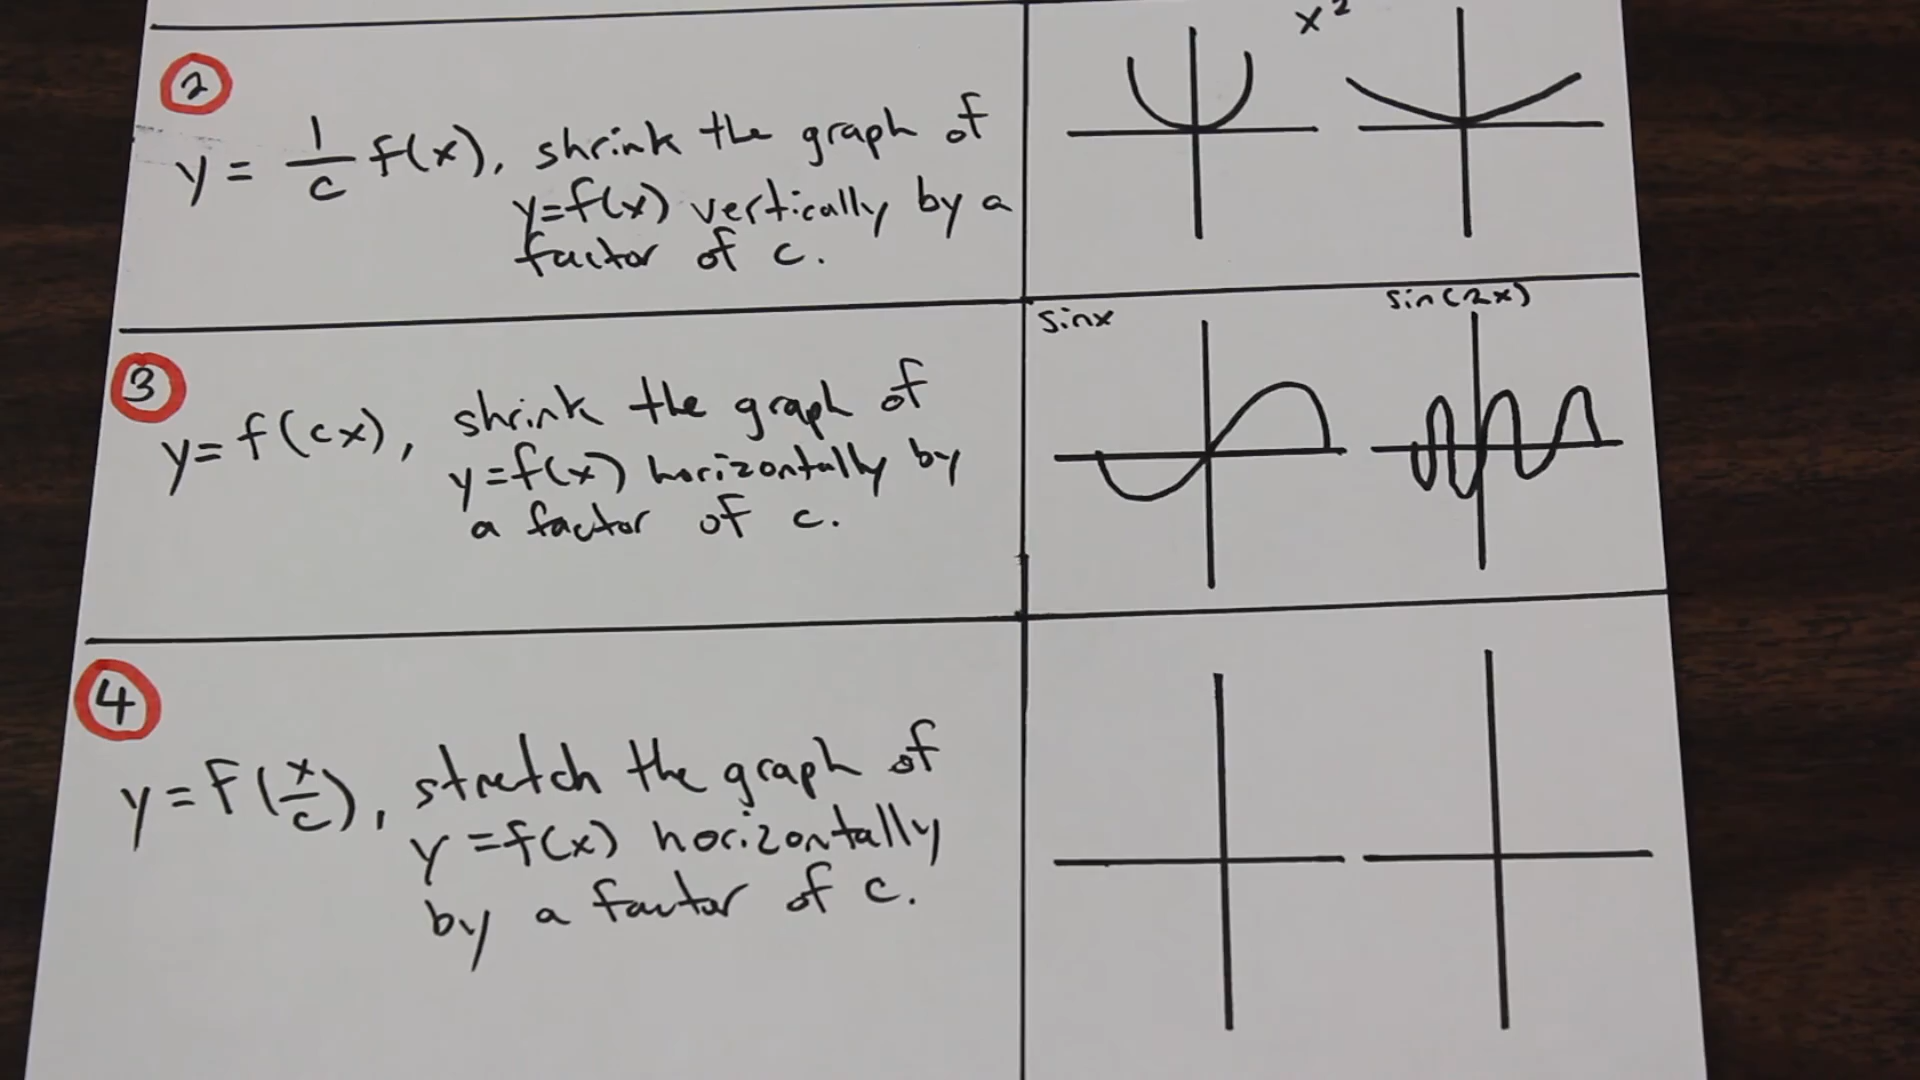 x²
2
y = 1/c f(x), shrink the graph of
y=f(x) vertically by a
factor of c.
sinx
sin(2x)
3
y=f(cx), shrink the graph of
y=f(x) horizontally by
a factor of c.
4
y=F(x/c), stretch the graph of
y=f(x) horizontally
by a factor of c.